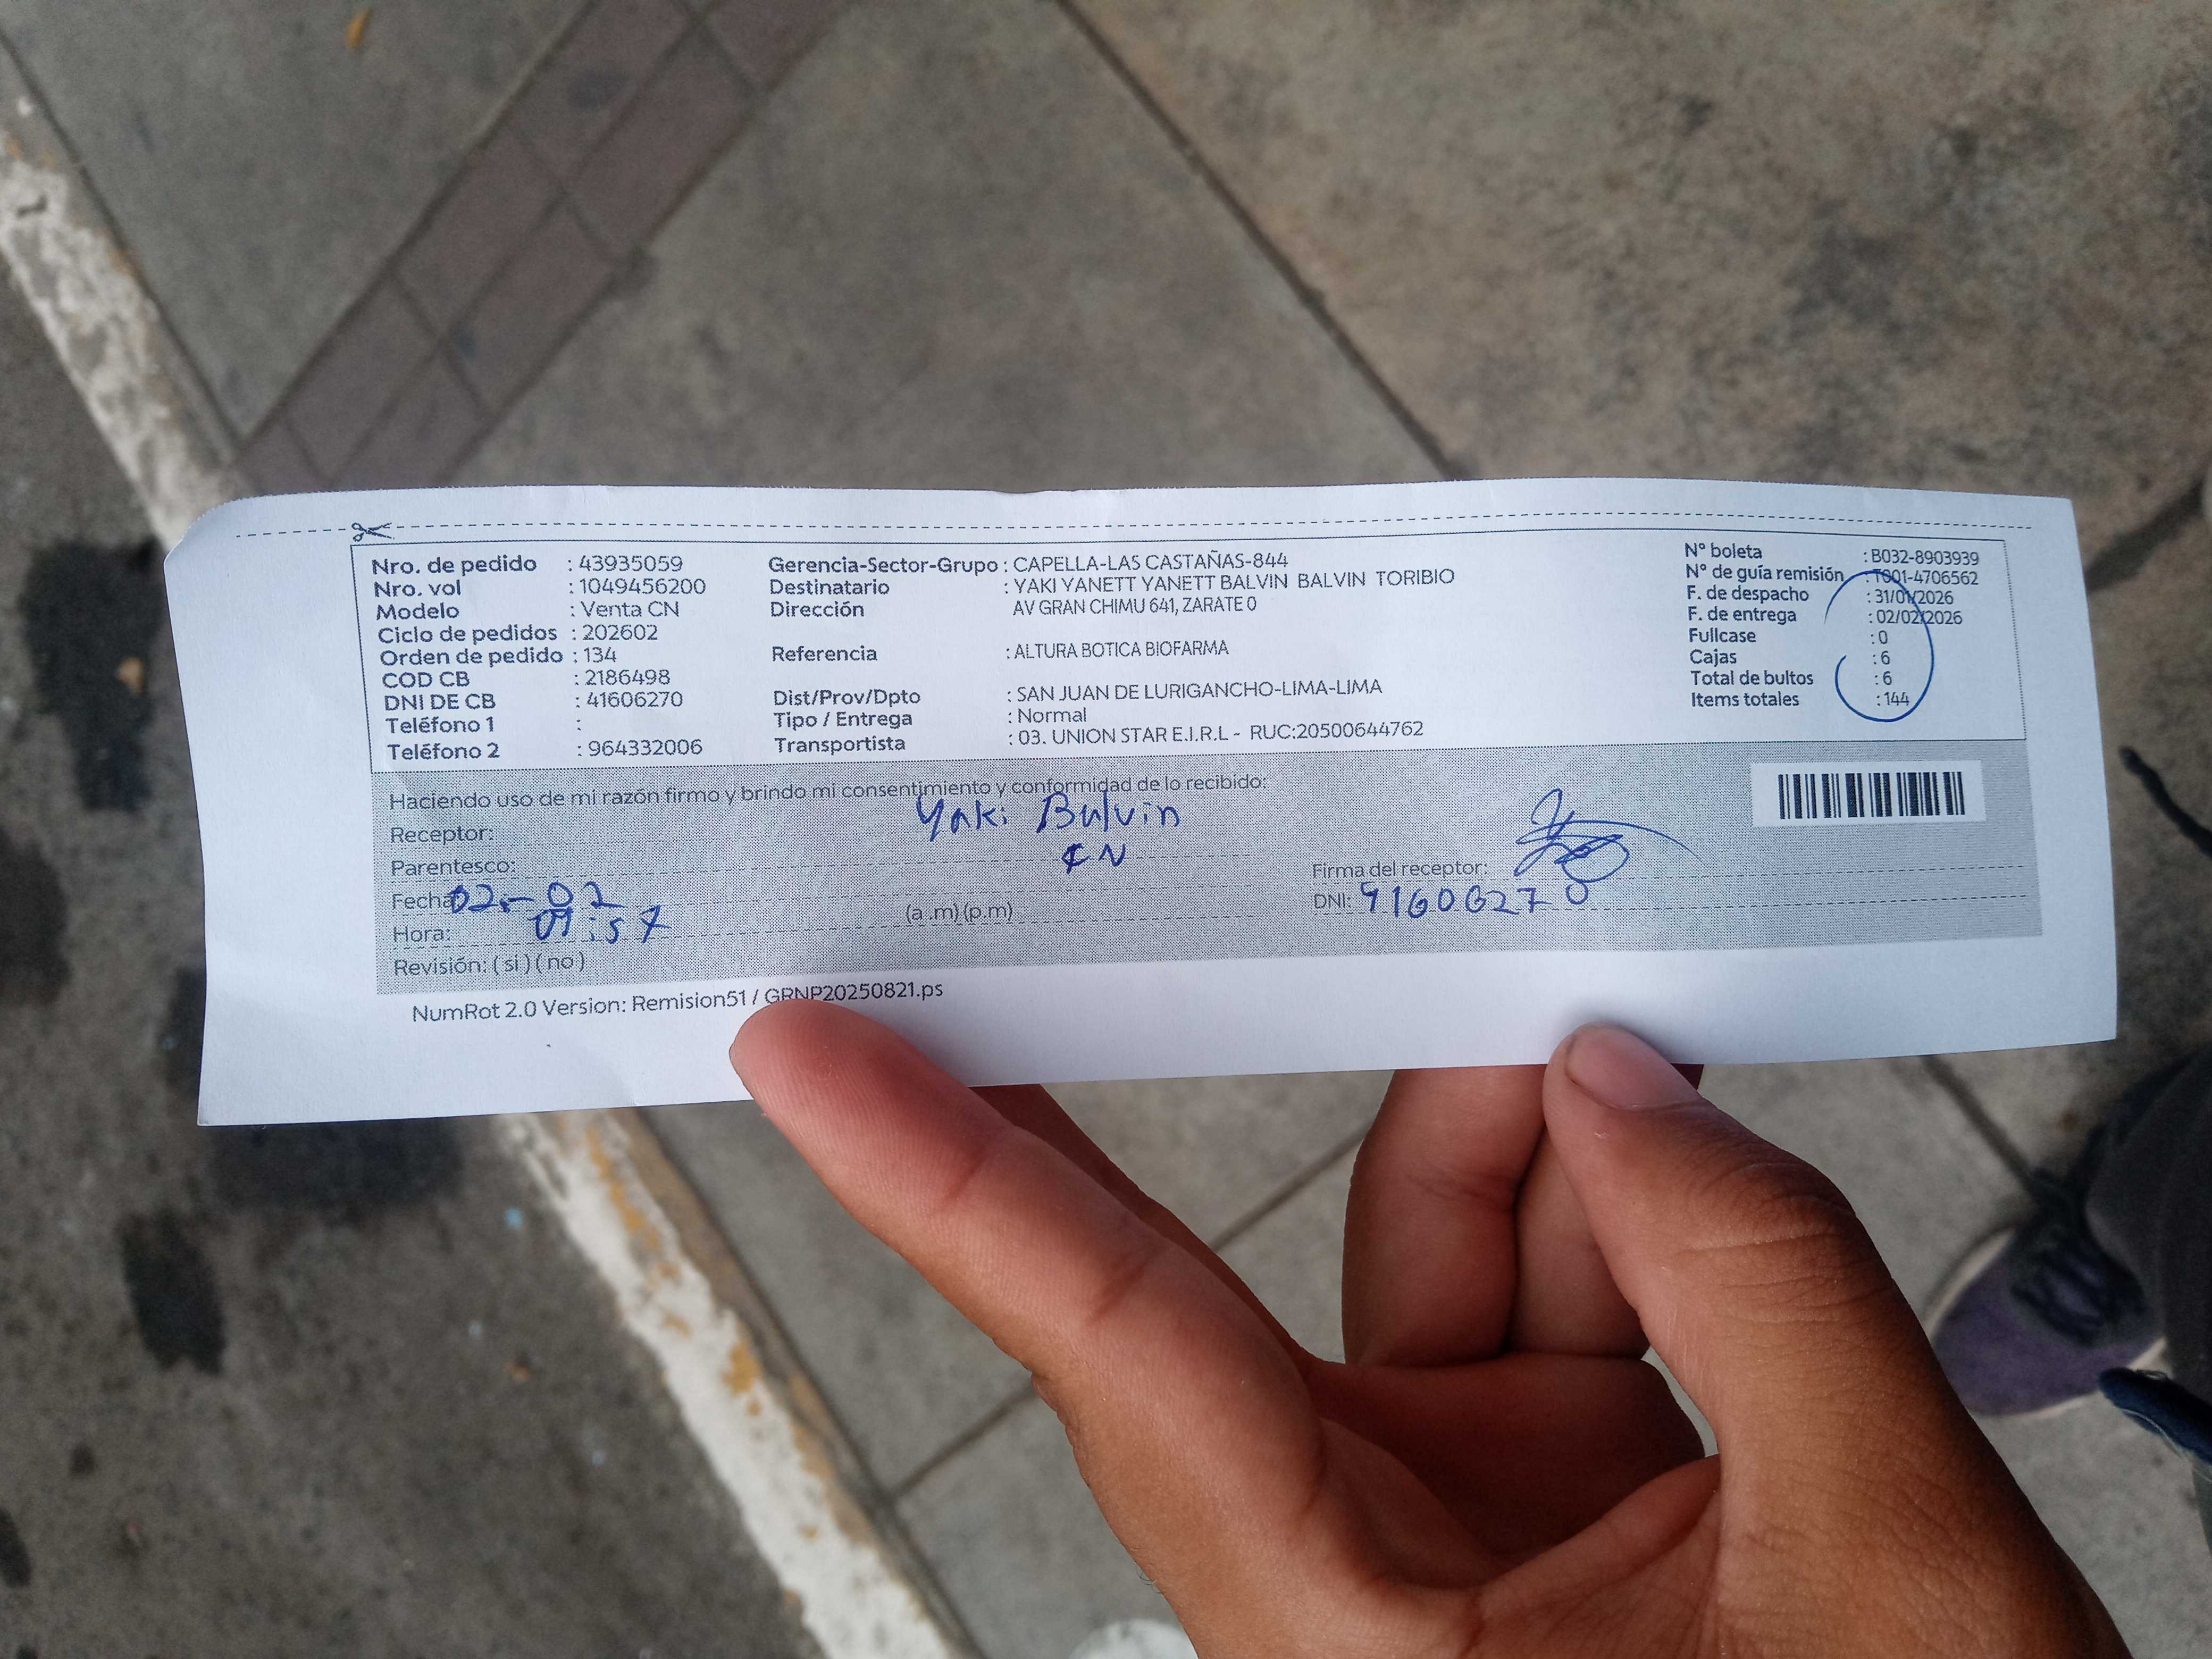 Nro. de pedido : 43935059
Nro. vol : 1049456200
Modelo : Venta CN
Ciclo de pedidos : 202602
Orden de pedido : 134
COD CB : 2186498
DNI DE CB : 41606270
Teléfono 1 :
Teléfono 2 : 964332006
Gerencia-Sector-Grupo : CAPELLA-LAS CASTAÑAS-844
Destinatario : YAKI YANETT YANETT BALVIN BALVIN TORIBIO
Dirección AV GRAN CHIMU 641, ZARATE 0
Referencia : ALTURA BOTICA BIOFARMA
Dist/Prov/Dpto : SAN JUAN DE LURIGANCHO-LIMA-LIMA
Tipo / Entrega : Normal
Transportista : 03. UNION STAR E.I.R.L - RUC:20500644762
N° boleta : B032-8903939
N° de guía remisión : T001-4706562
F. de despacho : 31/01/2026
F. de entrega : 02/02/2026
Fullcase : 0
Cajas : 6
Total de bultos : 6
Items totales : 144
Haciendo uso de mi razón firmo y brindo mi consentimiento y conformidad de lo recibido:
Receptor: Yaki Bulvin
Parentesco: CN
Fecha: 02-02
Hora: 09:57 (a .m) (p.m)
Revisión: ( si ) ( no )
Firma del receptor:
DNI: 41606270
NumRot 2.0 Version: Remision51 / GRNP20250821.ps